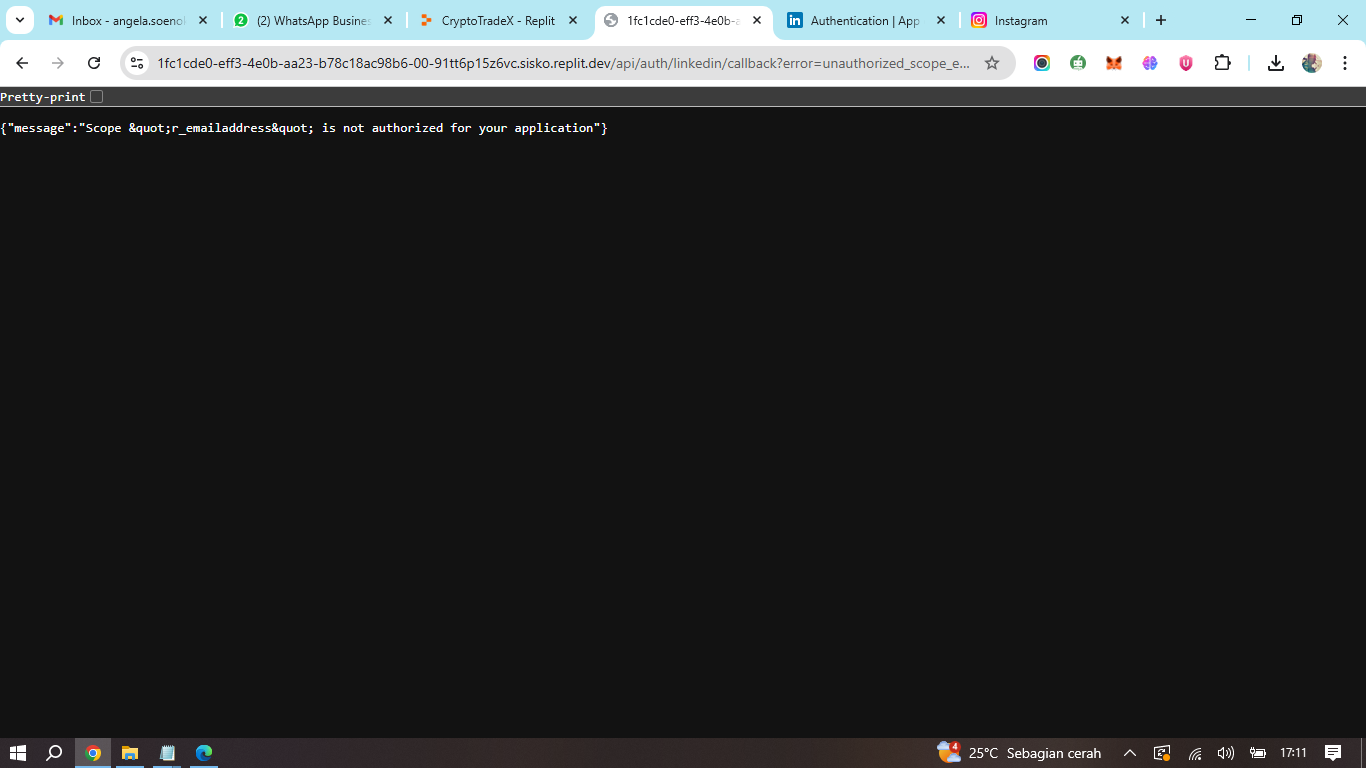 Inbox - angela.soenol
(2) WhatsApp Busines
CryptoTradeX - Replit
1fc1cde0-eff3-4e0b-a
Authentication | App
Instagram
1fc1cde0-eff3-4e0b-aa23-b78c18ac98b6-00-91tt6p15z6vc.sisko.replit.dev/api/auth/linkedin/callback?error=unauthorized_scope_e...
Pretty-print
{"message":"Scope &quot;r_emailaddress&quot; is not authorized for your application"}
4
25°C Sebagian cerah
17:11